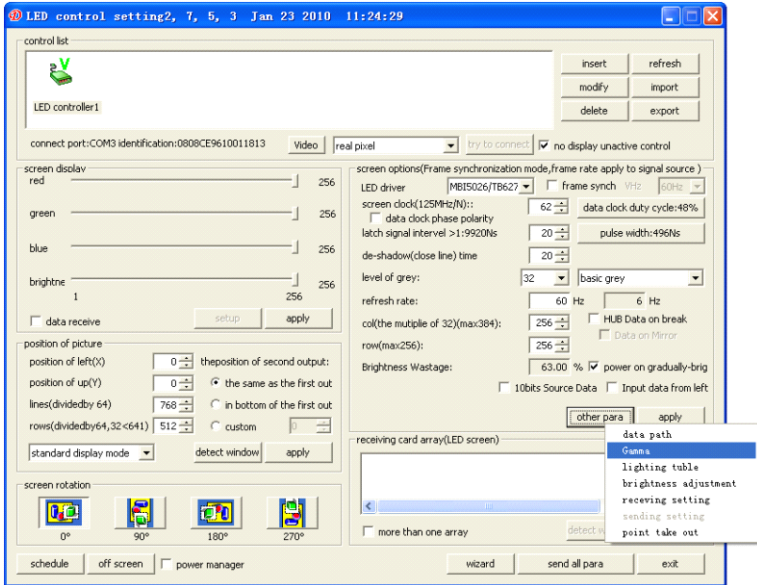 LED control setting2, 7, 5, 3 Jan 23 2010 11:24:29
control list
LED controller1
insert
refresh
modify
import
delete
export
connect port:COM3 identification:0808CE9610011813
Video
real pixel
try to connect
no display unactive control
screen display
red
256
green
256
blue
256
brightne
256
1
256
data receive
setup
apply
position of picture
position of left(X)
0
position of up(Y)
0
lines(dividedby 64)
768
rows(dividedby64,32<641)
512
theposition of second output:
the same as the first out
in bottom of the first out
custom
0
standard display mode
detect window
apply
screen rotation
0°
90°
180°
270°
schedule
off screen
power manager
screen options(Frame synchronization mode,frame rate apply to signal source )
LED driver
MBI5026/TB627
frame synch
VHz
60Hz
screen clock(125MHz/N)::
62
data clock duty cycle:48%
data clock phase polarity
latch signal intervel >1:9920Ns
20
pulse width:496Ns
de-shadow(close line) time
20
level of grey:
32
basic grey
refresh rate:
60 Hz
6 Hz
col(the mutiplie of 32)(max384):
256
HUB Data on break
Data on Mirror
row(max256):
256
Brightness Wastage:
63.00 %
power on gradually-brig
10bits Source Data
Input data from left
other para
apply
data path
Gamma
lighting tuble
brightness adjustment
receving setting
sending setting
point take out
receiving card array(LED screen)
more than one array
detect w
wizard
send all para
exit